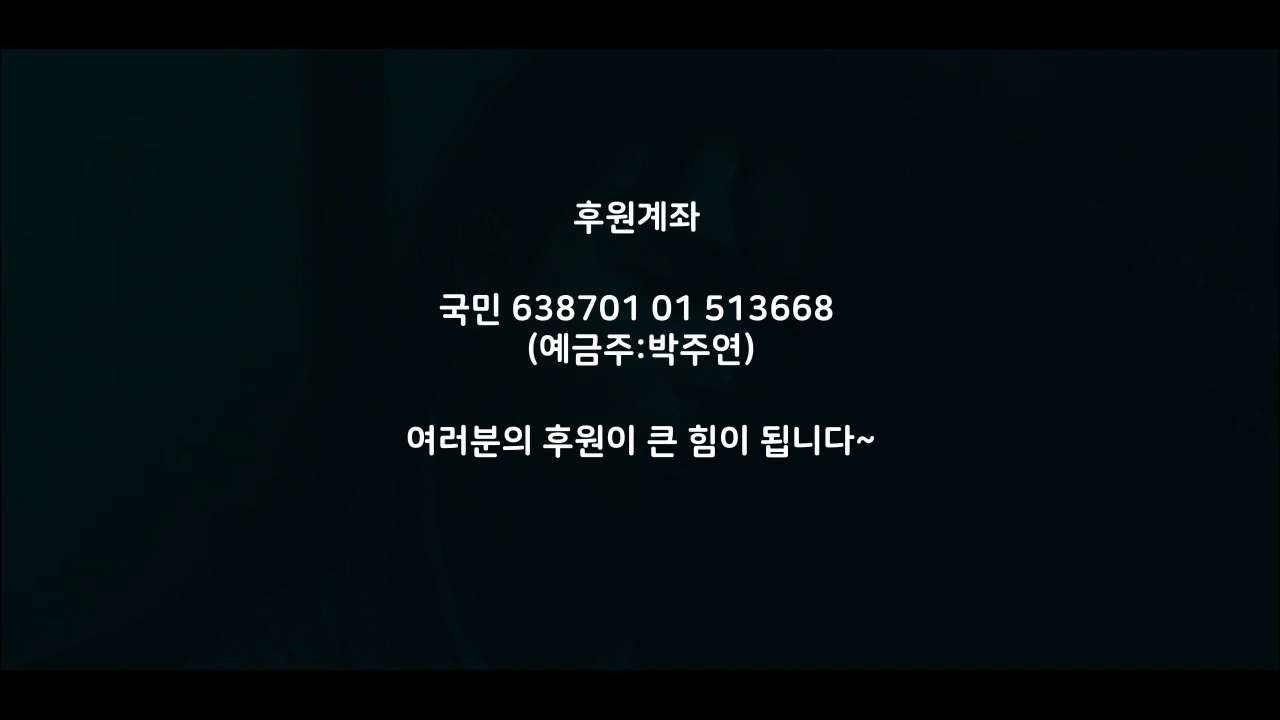 후원계좌
국민 638701 01 513668
(예금주:박주연)
여러분의 후원이 큰 힘이 됩니다~